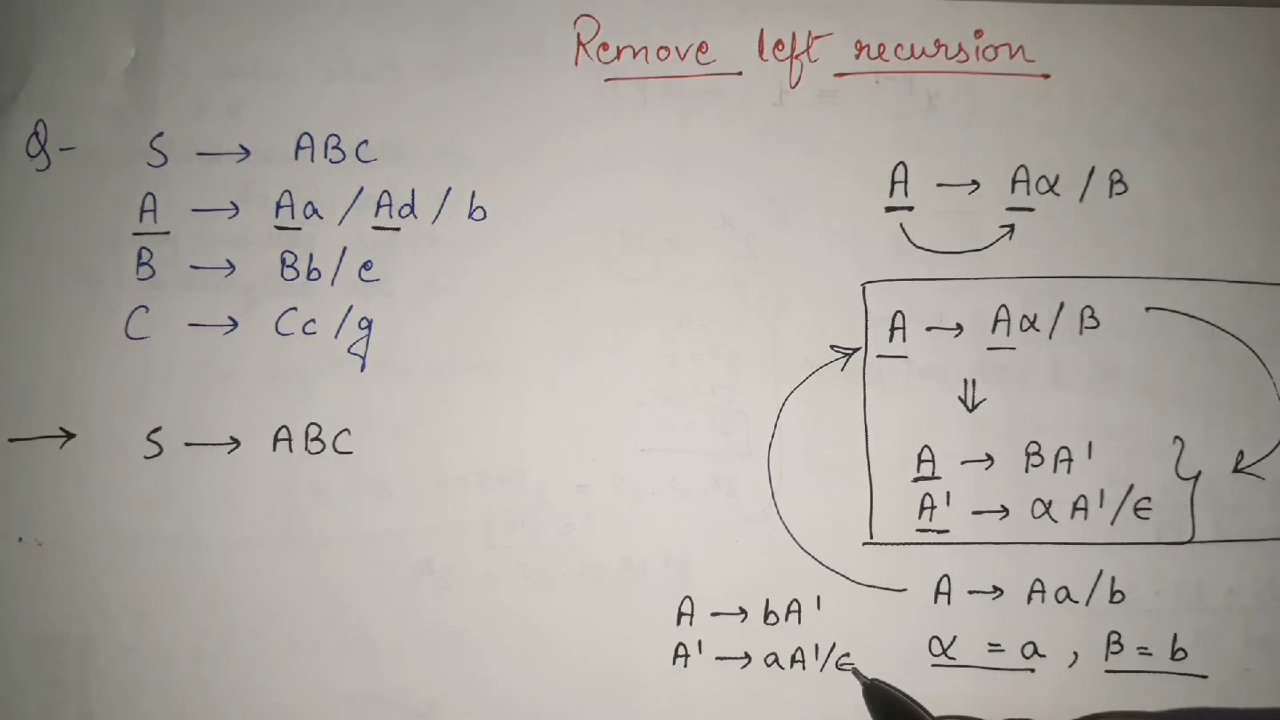 Remove left recursion
Q- S → ABC
A → Aa / Ad / b
B → Bb / e
C → Cc / g
→ S → ABC
A → Aα / β
A → Aα / β
⇓
A → βA'
A' → αA'/ϵ
A → Aa/b
α = a , β = b
A → bA'
A' → aA'/ϵ